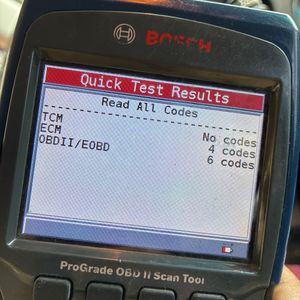 BOSCH
Quick Test Results
Read All Codes
TCM No codes
ECM 4 codes
OBDII/EOBD 6 codes
ProGrade OBD II Scan Tool